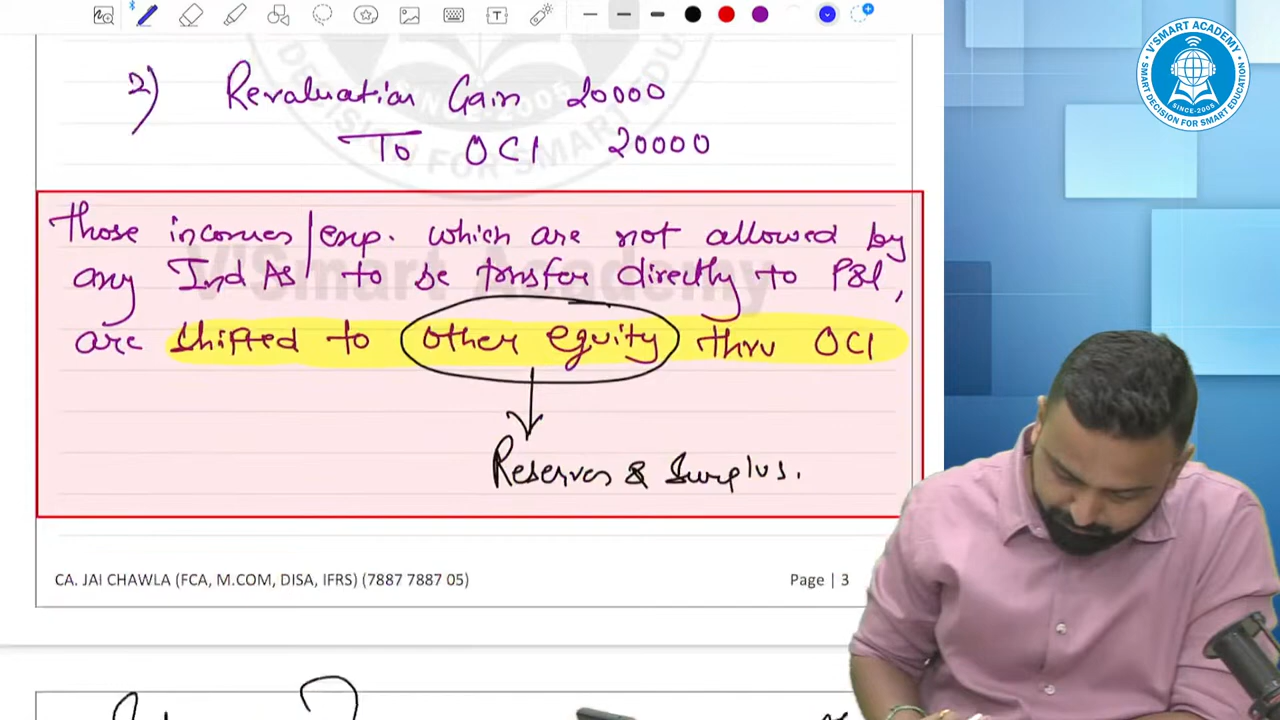 V'SMART ACADEMY
SINCE-2005
SMART DECISION FOR SMART EDUCATION
2) Revaluation Gain 20000
To OCI 20000
Those incomes/exp. which are not allowed by
any Ind AS to be transfer directly to P&L,
are shifted to other equity thru OCI
Reserves & Surplus.
CA. JAI CHAWLA (FCA, M.COM, DISA, IFRS) (7887 7887 05)
Page | 3